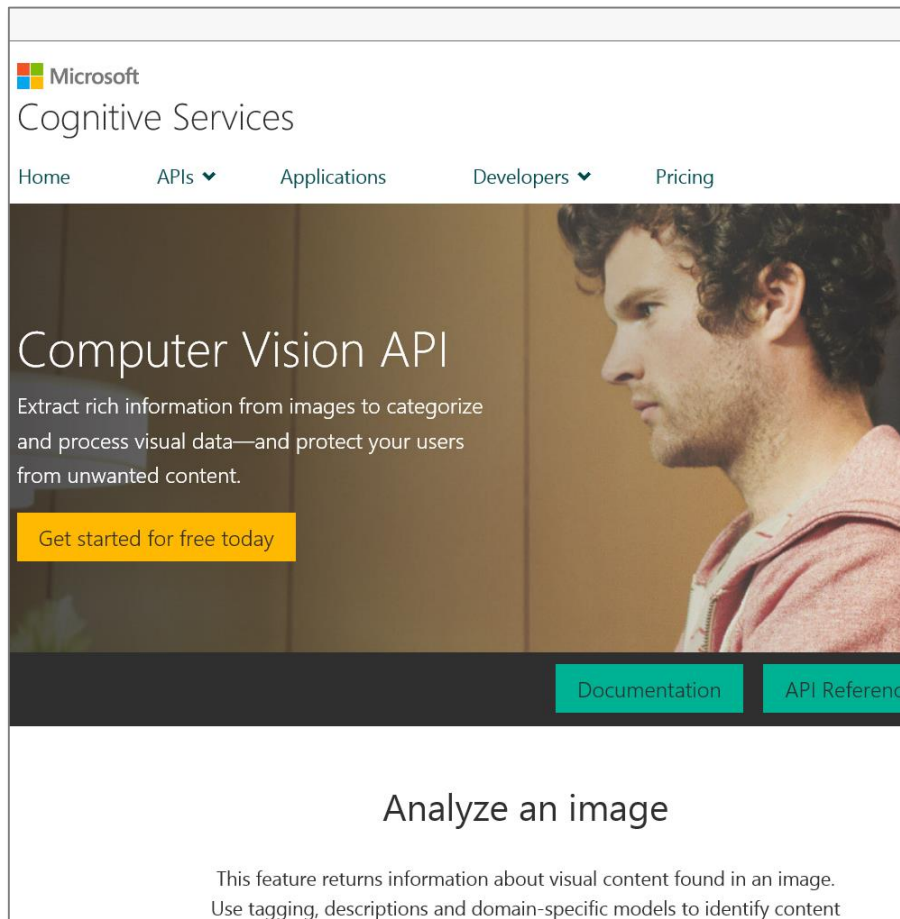 Microsoft
Cognitive Services
Home APIs Applications Developers Pricing
Computer Vision API
Extract rich information from images to categorize
and process visual data—and protect your users
from unwanted content.
Get started for free today
Documentation API Referenc
Analyze an image
This feature returns information about visual content found in an image.
Use tagging, descriptions and domain-specific models to identify content